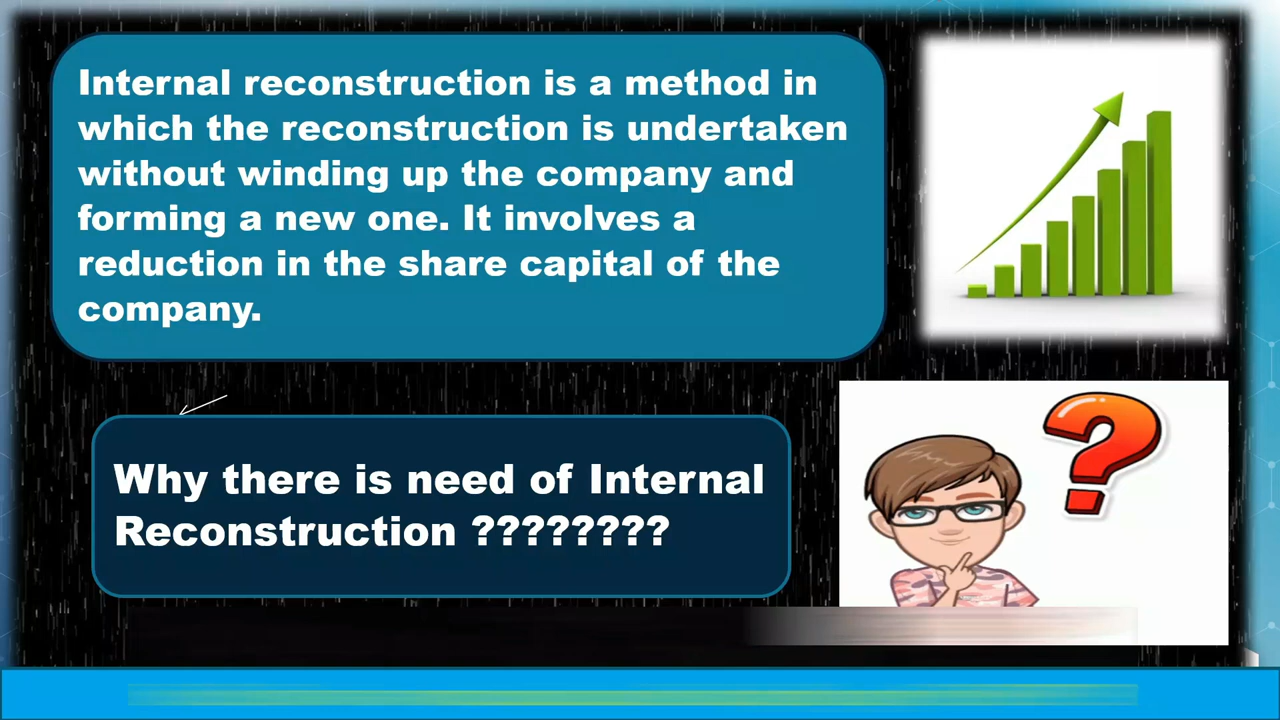 Internal reconstruction is a method in
which the reconstruction is undertaken
without winding up the company and
forming a new one. It involves a
reduction in the share capital of the
company.
Why there is need of Internal
Reconstruction ????????
?